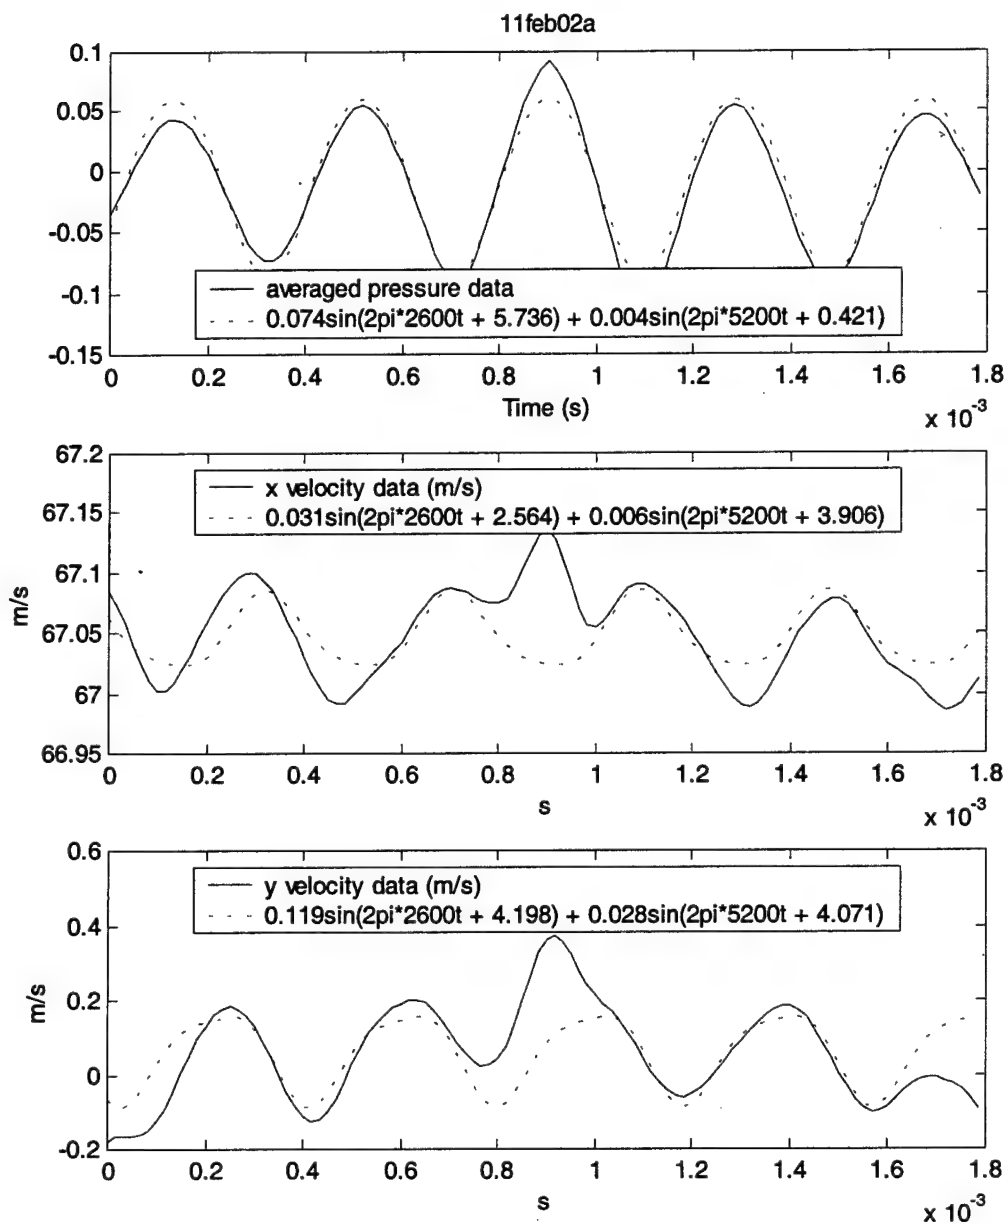 11feb02a
0.1
0.05
0
-0.05
-0.1
-0.15
averaged pressure data
0.074sin(2pi*2600t + 5.736) + 0.004sin(2pi*5200t + 0.421)
0 0.2 0.4 0.6 0.8 1 1.2 1.4 1.6 1.8
Time (s)
x 10-3
67.2
67.15
67.1
67.05
67
66.95
m/s
x velocity data (m/s)
0.031sin(2pi*2600t + 2.564) + 0.006sin(2pi*5200t + 3.906)
0 0.2 0.4 0.6 0.8 1 1.2 1.4 1.6 1.8
s
x 10-3
0.6
0.4
0.2
0
-0.2
m/s
y velocity data (m/s)
0.119sin(2pi*2600t + 4.198) + 0.028sin(2pi*5200t + 4.071)
0 0.2 0.4 0.6 0.8 1 1.2 1.4 1.6 1.8
s
x 10-3